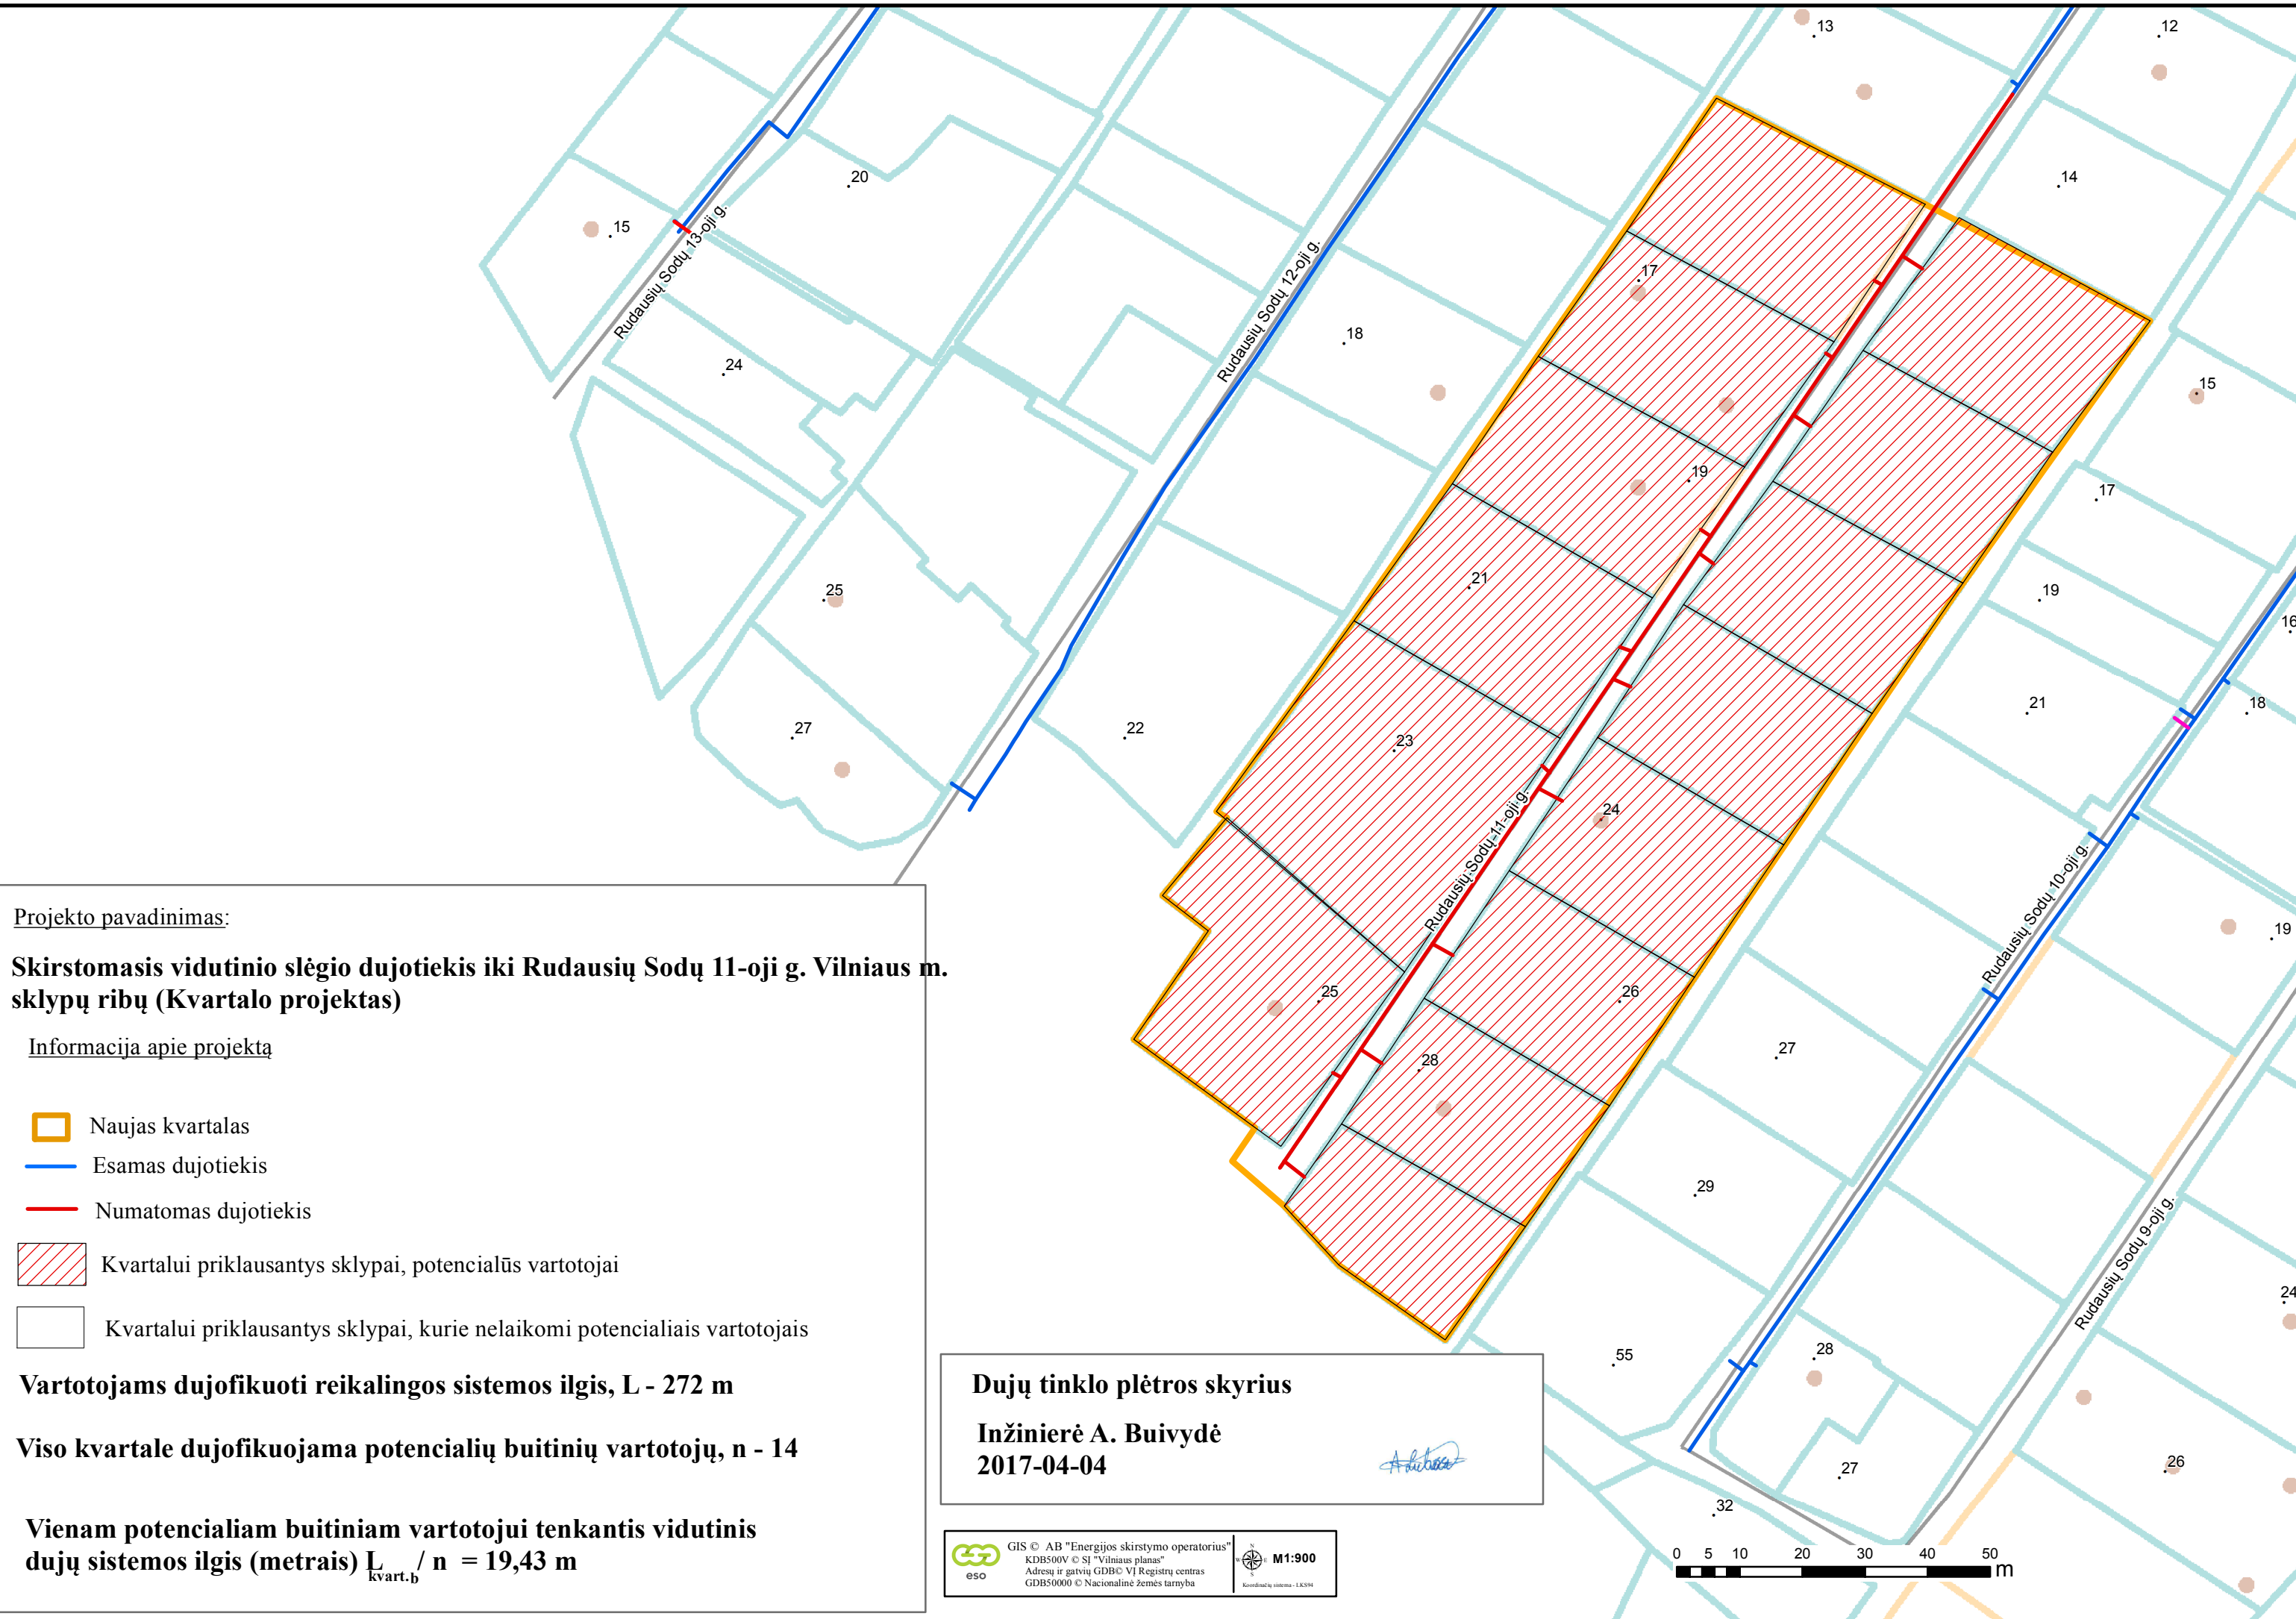 13
12
14
20
15
Rudausių Sodų 13-oji g.
Rudausių Sodų 12-oji g.
17
18
24
15
19
17
21
19
25
16
18
21
27
22
23
24
Rudausių Sodų 11-oji g.
Rudausių Sodų 10-oji g.
19
25
26
27
28
29
Rudausių Sodų 9-oji g.
24
55
28
27
26
32
Projekto pavadinimas:
Skirstomasis vidutinio slėgio dujotiekis iki Rudausių Sodų 11-oji g. Vilniaus m.
sklypų ribų (Kvartalo projektas)
Informacija apie projektą
Naujas kvartalas
Esamas dujotiekis
Numatomas dujotiekis
Kvartalui priklausantys sklypai, potencialūs vartotojai
Kvartalui priklausantys sklypai, kurie nelaikomi potencialiais vartotojais
Vartotojams dujofikuoti reikalingos sistemos ilgis, L - 272 m
Viso kvartale dujofikuojama potencialių buitinių vartotojų, n - 14
Vienam potencialiam buitiniam vartotojui tenkantis vidutinis
dujų sistemos ilgis (metrais) L kvart.b / n = 19,43 m
Dujų tinklo plėtros skyrius
Inžinierė A. Buivydė
2017-04-04
eso
GIS © AB "Energijos skirstymo operatorius"
KDB500V © SĮ "Vilniaus planas"
Adresų ir gatvių GDB© VĮ Registrų centras
GDB50000 © Nacionalinė žemės tarnyba
N
W
E
S
M1:900
Koordinačių sistema - LKS94
0 5 10 20 30 40 50
m